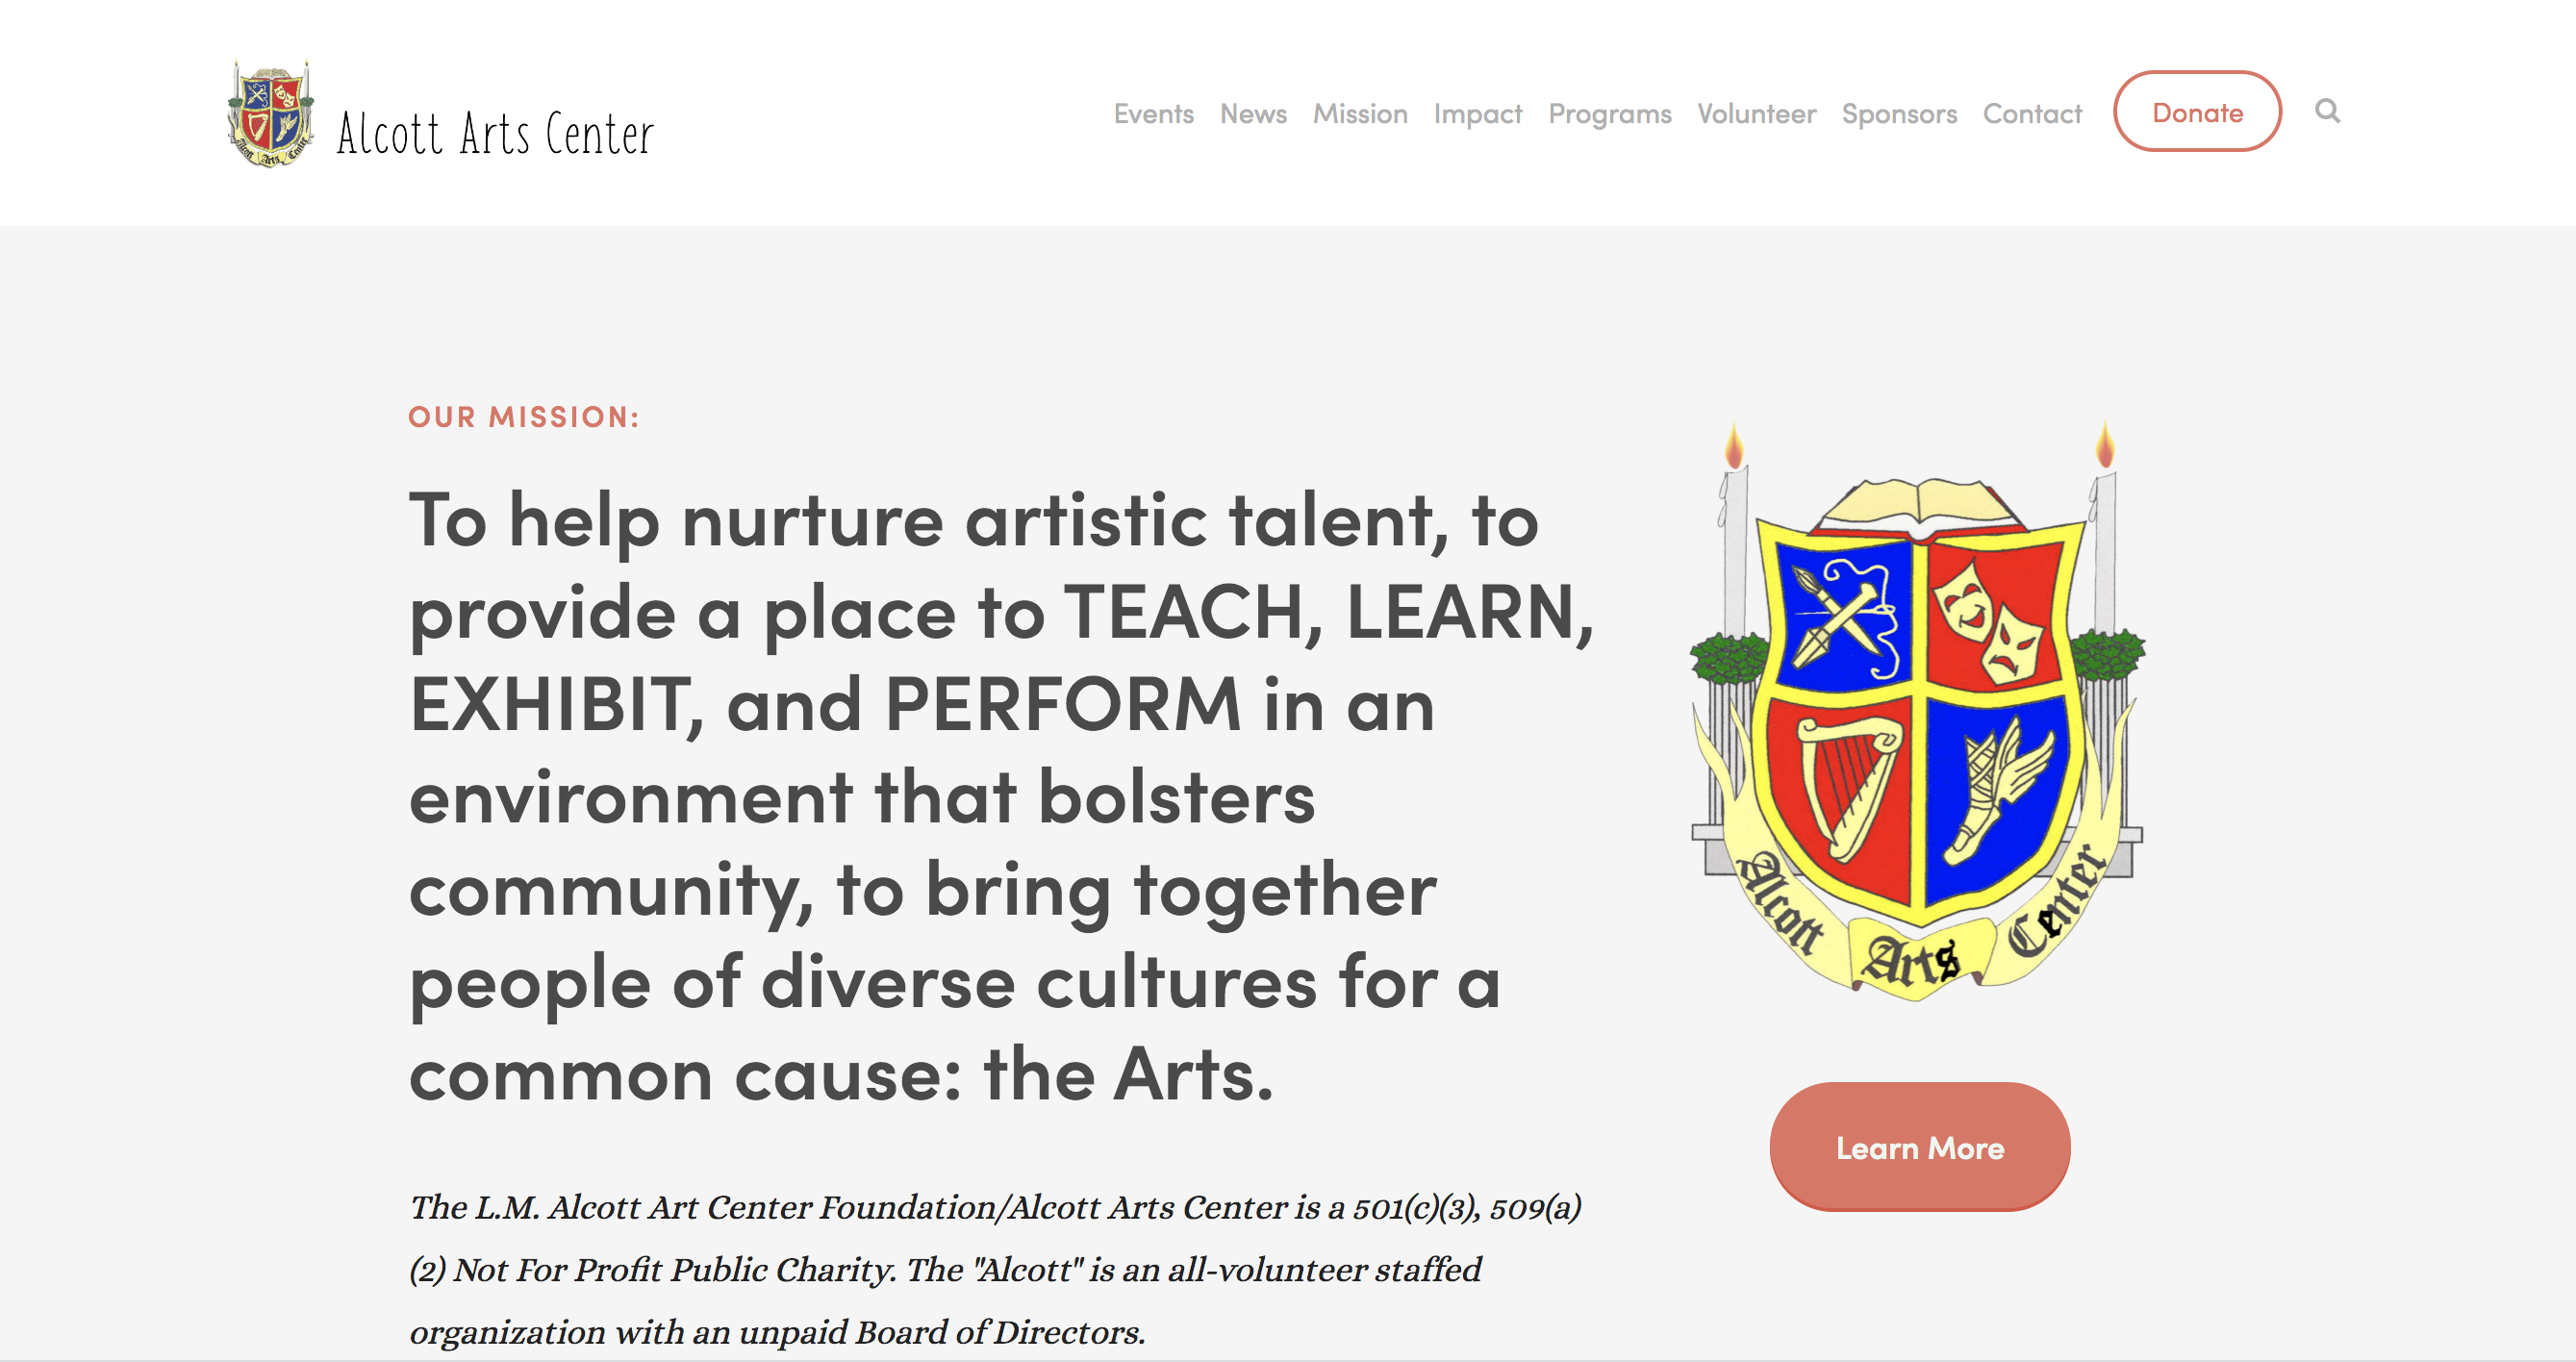 Alcott Arts Center
Alcott Arts Center
Events News Mission Impact Programs Volunteer Sponsors Contact Donate
OUR MISSION:
To help nurture artistic talent, to
provide a place to TEACH, LEARN,
EXHIBIT, and PERFORM in an
environment that bolsters
community, to bring together
people of diverse cultures for a
common cause: the Arts.
The L.M. Alcott Art Center Foundation/Alcott Arts Center is a 501(c)(3), 509(a)
(2) Not For Profit Public Charity. The "Alcott" is an all-volunteer staffed
organization with an unpaid Board of Directors.
Alcott Arts Center
Learn More